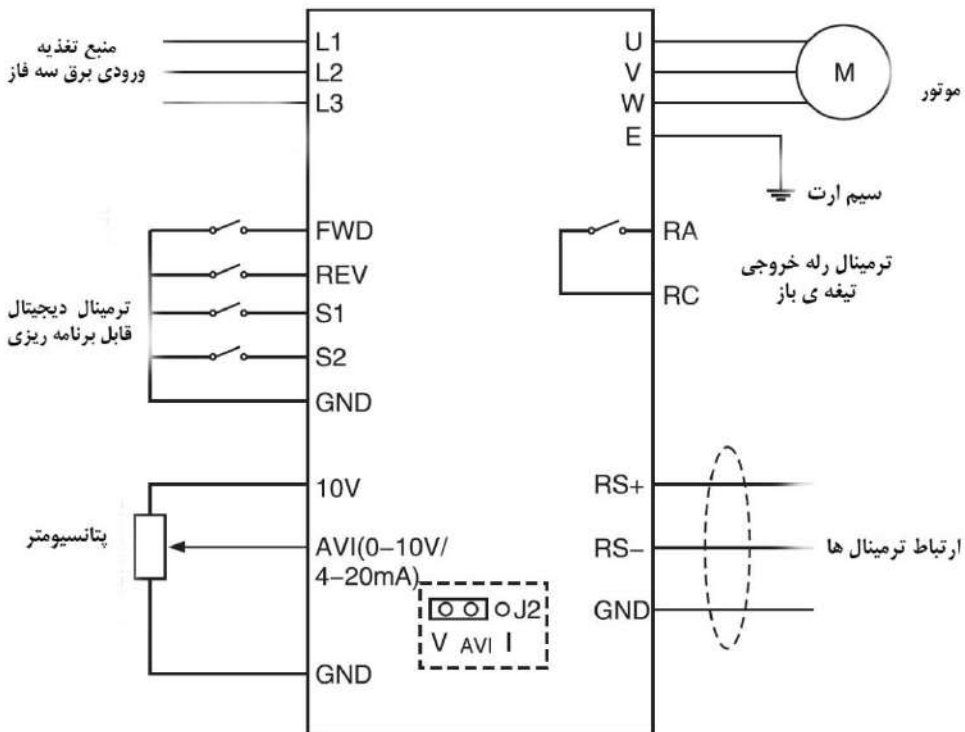 منبع تغذیه
ورودی برق سه فاز
L1
L2
L3
U
V
W
E
M
موتور
سیم ارت
FWD
REV
S1
S2
GND
ترمینال دیجیتال
قابل برنامه ریزی
RA
RC
ترمینال رله خروجی
تیغه ی باز
10V
AVI(0–10V/
4–20mA)
GND
پتانسیومتر
J2
V AVI I
RS+
RS–
GND
ارتباط ترمینال ها